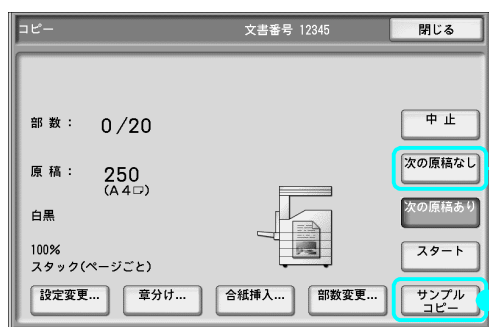 コピー
文書番号 12345
閉じる
部 数 :
0/20
中 止
原 稿 :
250
(A4▭)
次の原稿なし
白黒
次の原稿あり
100%
スタック(ページごと)
スタート
設定変更...
章分け...
合紙挿入...
部数変更...
サンプル
コピー